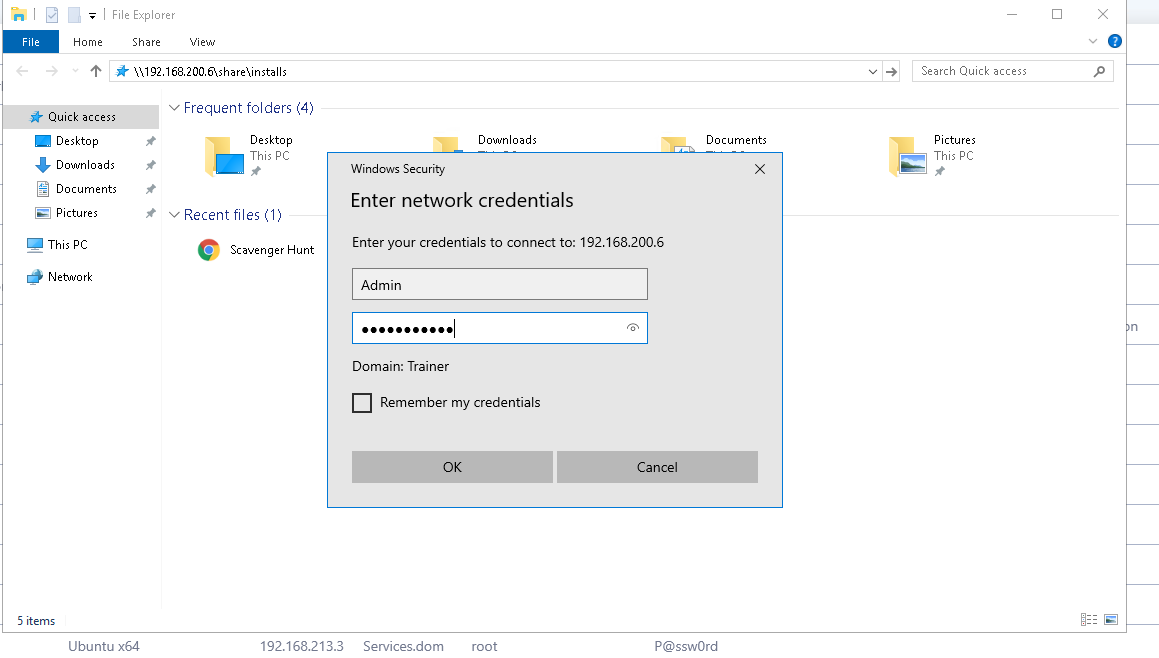 File Explorer
File Home Share View
\\192.168.200.6\share\installs
Search Quick access
Quick access
Desktop
Downloads
Documents
Pictures
This PC
Network
Frequent folders (4)
Desktop
This PC
Downloads
Documents
Pictures
This PC
Recent files (1)
Scavenger Hunt
Windows Security
Enter network credentials
Enter your credentials to connect to: 192.168.200.6
Admin
●●●●●●●●●●●
Domain: Trainer
Remember my credentials
OK Cancel
on
5 items
Ubuntu x64 192.168.213.3 Services.dom root P@ssw0rd